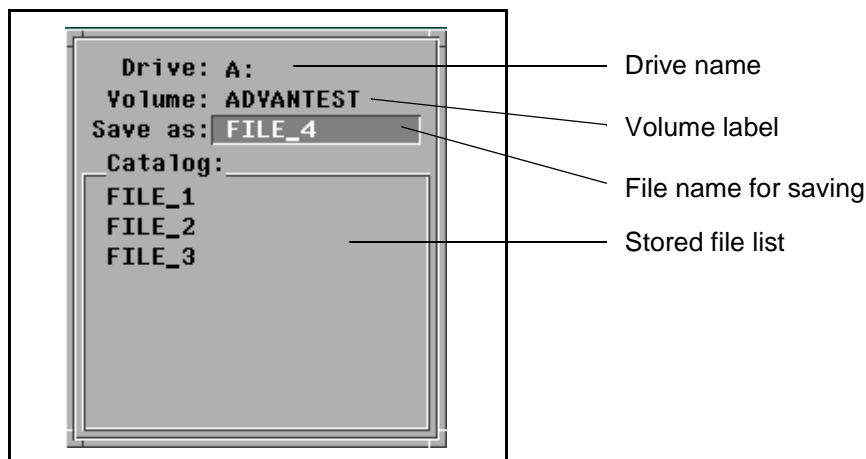 Drive: A:
Volume: ADVANTEST
Save as: FILE_4
Catalog:
FILE_1
FILE_2
FILE_3
Drive name
Volume label
File name for saving
Stored file list